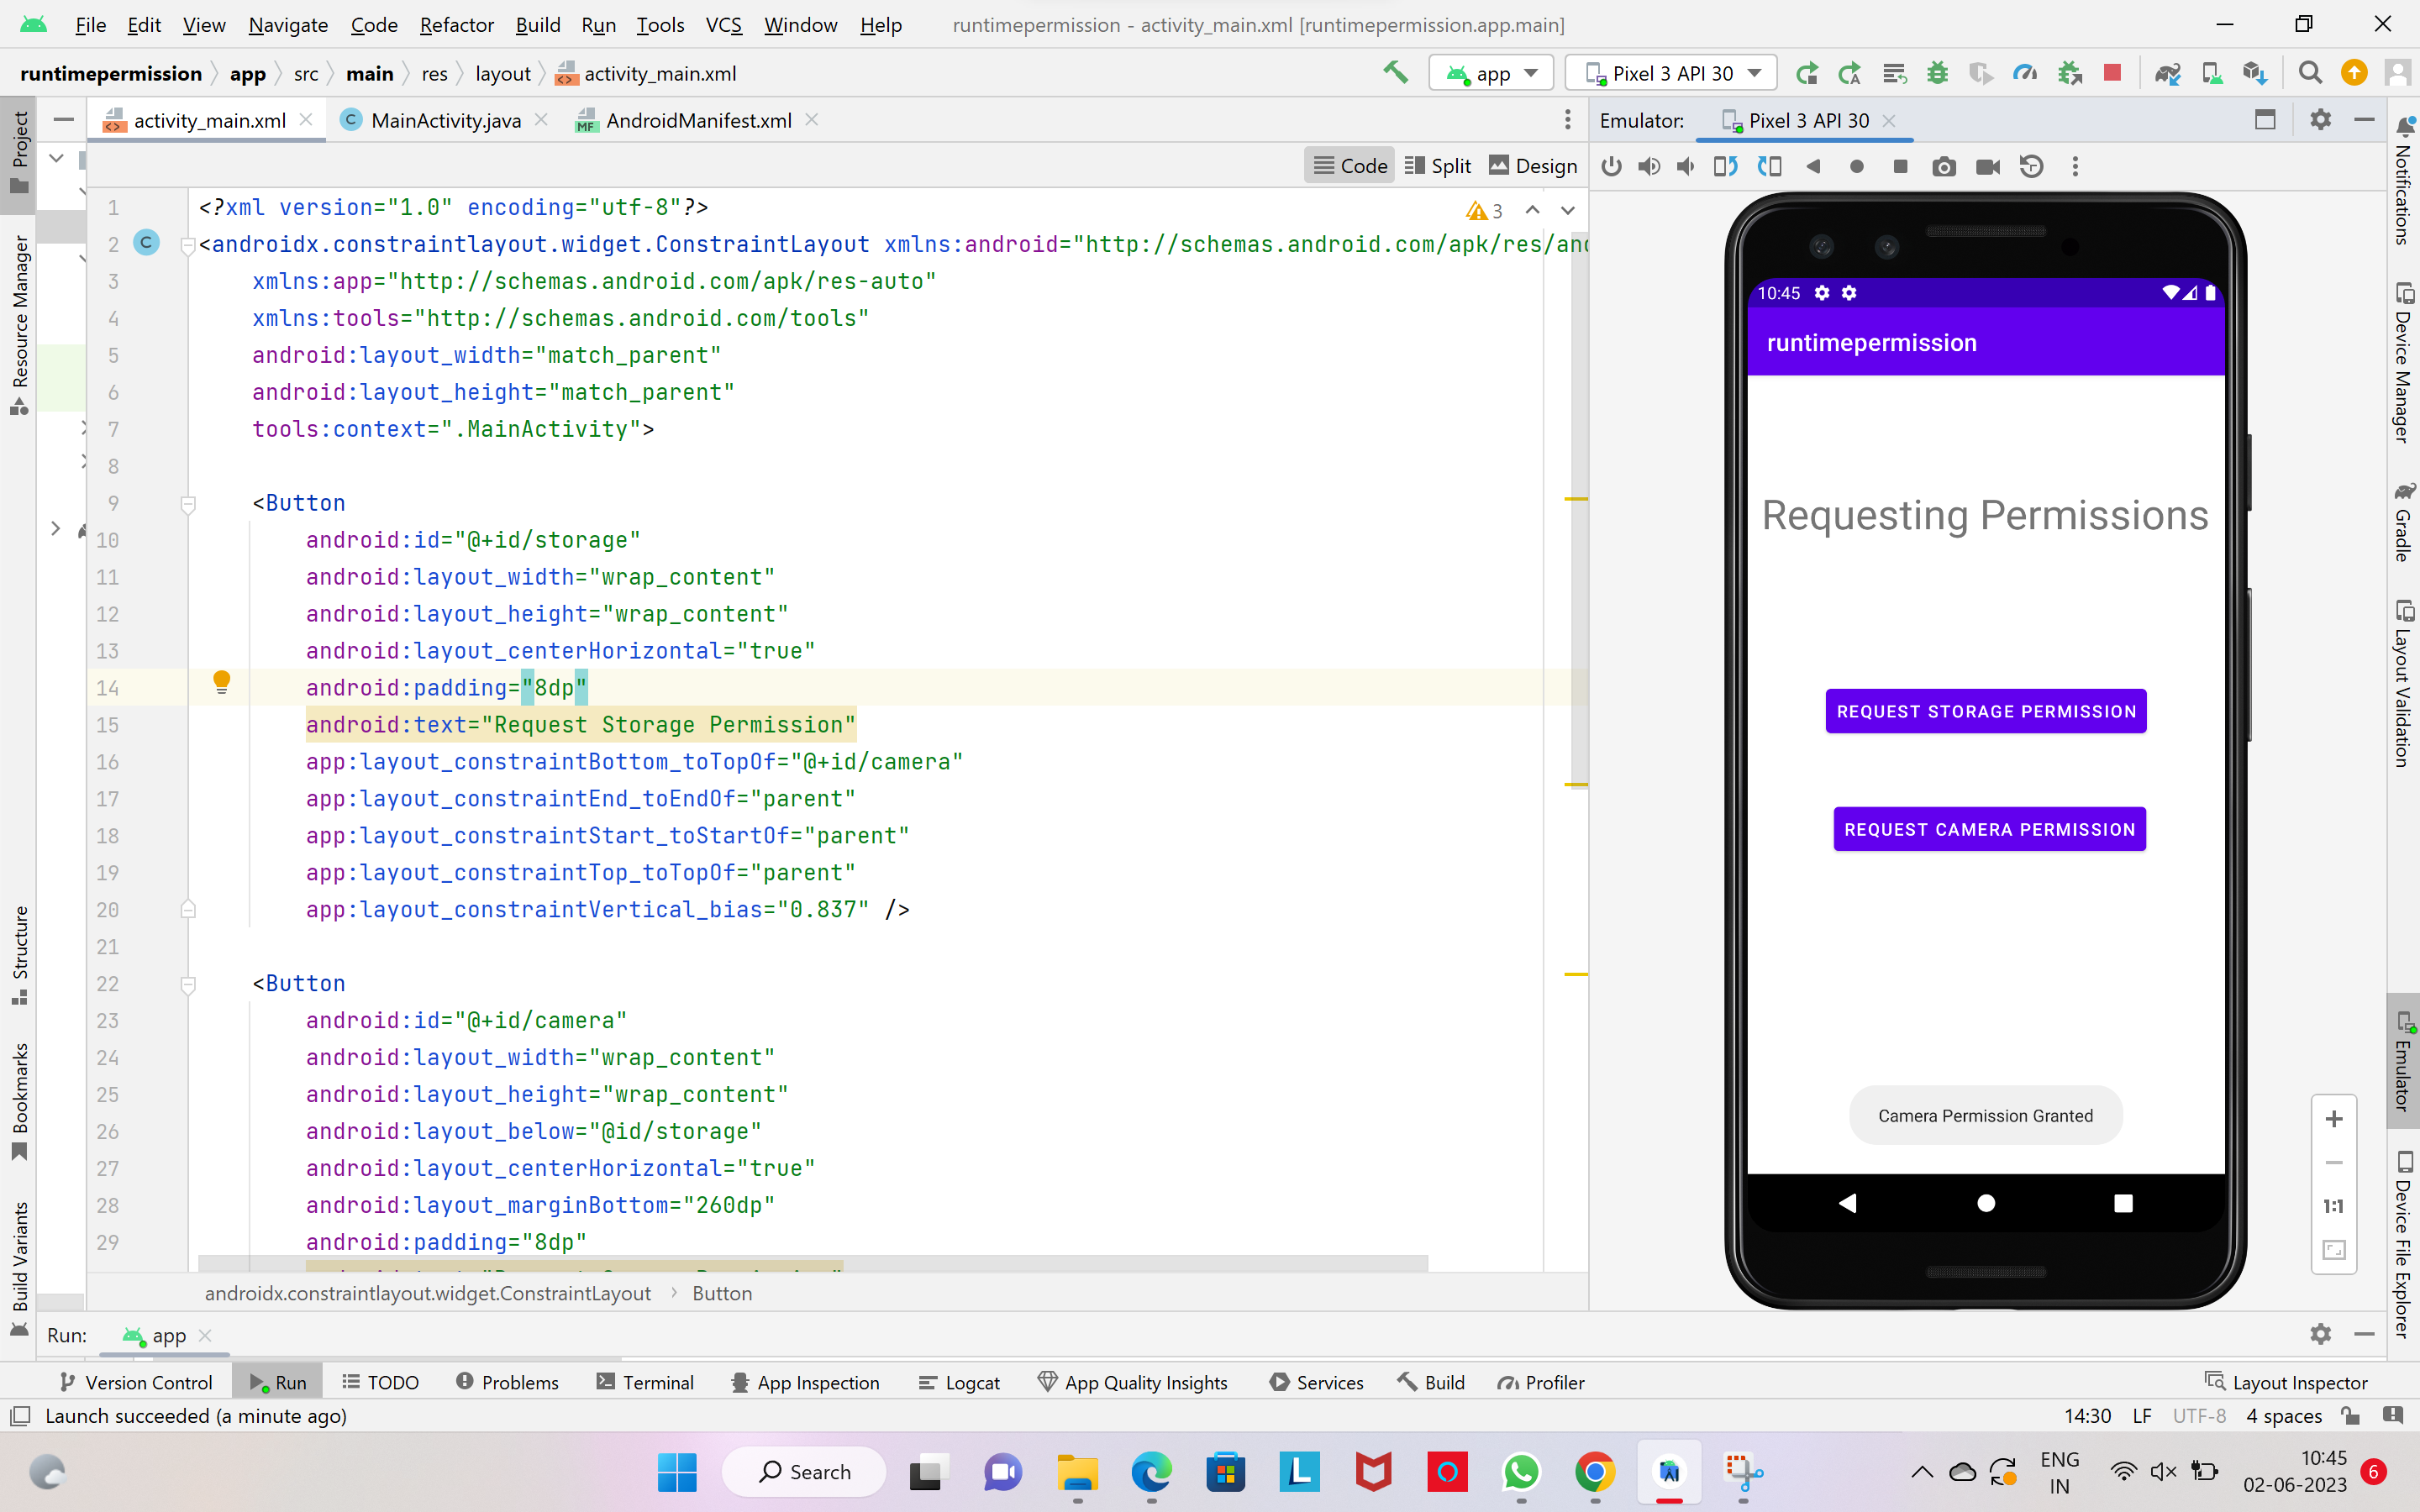 File Edit View Navigate Code Refactor Build Run Tools VCS Window Help runtimepermission - activity_main.xml [runtimepermission.app.main]
runtimepermission app src main res layout activity_main.xml
app Pixel 3 API 30
activity_main.xml MainActivity.java AndroidManifest.xml
Emulator: Pixel 3 API 30
Code Split Design
Project
Resource Manager
Structure
Bookmarks
Build Variants
3
1 <?xml version="1.0" encoding="utf-8"?>
2 <androidx.constraintlayout.widget.ConstraintLayout xmlns:android="http://schemas.android.com/apk/res/and
3 xmlns:app="http://schemas.android.com/apk/res-auto"
4 xmlns:tools="http://schemas.android.com/tools"
5 android:layout_width="match_parent"
6 android:layout_height="match_parent"
7 tools:context=".MainActivity">
8
9 <Button
10 android:id="@+id/storage"
11 android:layout_width="wrap_content"
12 android:layout_height="wrap_content"
13 android:layout_centerHorizontal="true"
14 android:padding="8dp"
15 android:text="Request Storage Permission"
16 app:layout_constraintBottom_toTopOf="@+id/camera"
17 app:layout_constraintEnd_toEndOf="parent"
18 app:layout_constraintStart_toStartOf="parent"
19 app:layout_constraintTop_toTopOf="parent"
20 app:layout_constraintVertical_bias="0.837" />
21
22 <Button
23 android:id="@+id/camera"
24 android:layout_width="wrap_content"
25 android:layout_height="wrap_content"
26 android:layout_below="@id/storage"
27 android:layout_centerHorizontal="true"
28 android:layout_marginBottom="260dp"
29 android:padding="8dp"
androidx.constraintlayout.widget.ConstraintLayout Button
10:45
runtimepermission
Requesting Permissions
REQUEST STORAGE PERMISSION
REQUEST CAMERA PERMISSION
Camera Permission Granted
1:1
Notifications
Device Manager
Gradle
Layout Validation
Emulator
Device File Explorer
Run: app
Version Control Run TODO Problems Terminal App Inspection Logcat App Quality Insights Services Build Profiler Layout Inspector
Launch succeeded (a minute ago) 14:30 LF UTF-8 4 spaces
Search
ENG
IN
10:45
02-06-2023
6